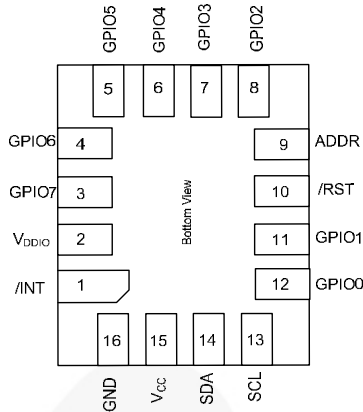 GPIO5 GPIO4 GPIO3 GPIO2
5 6 7 8
GPIO6 4 9 ADDR
GPIO7 3 10 /RST
VDDIO 2 11 GPIO1
/INT 1 12 GPIO0
Bottom View
16 15 14 13
GND VCC SDA SCL